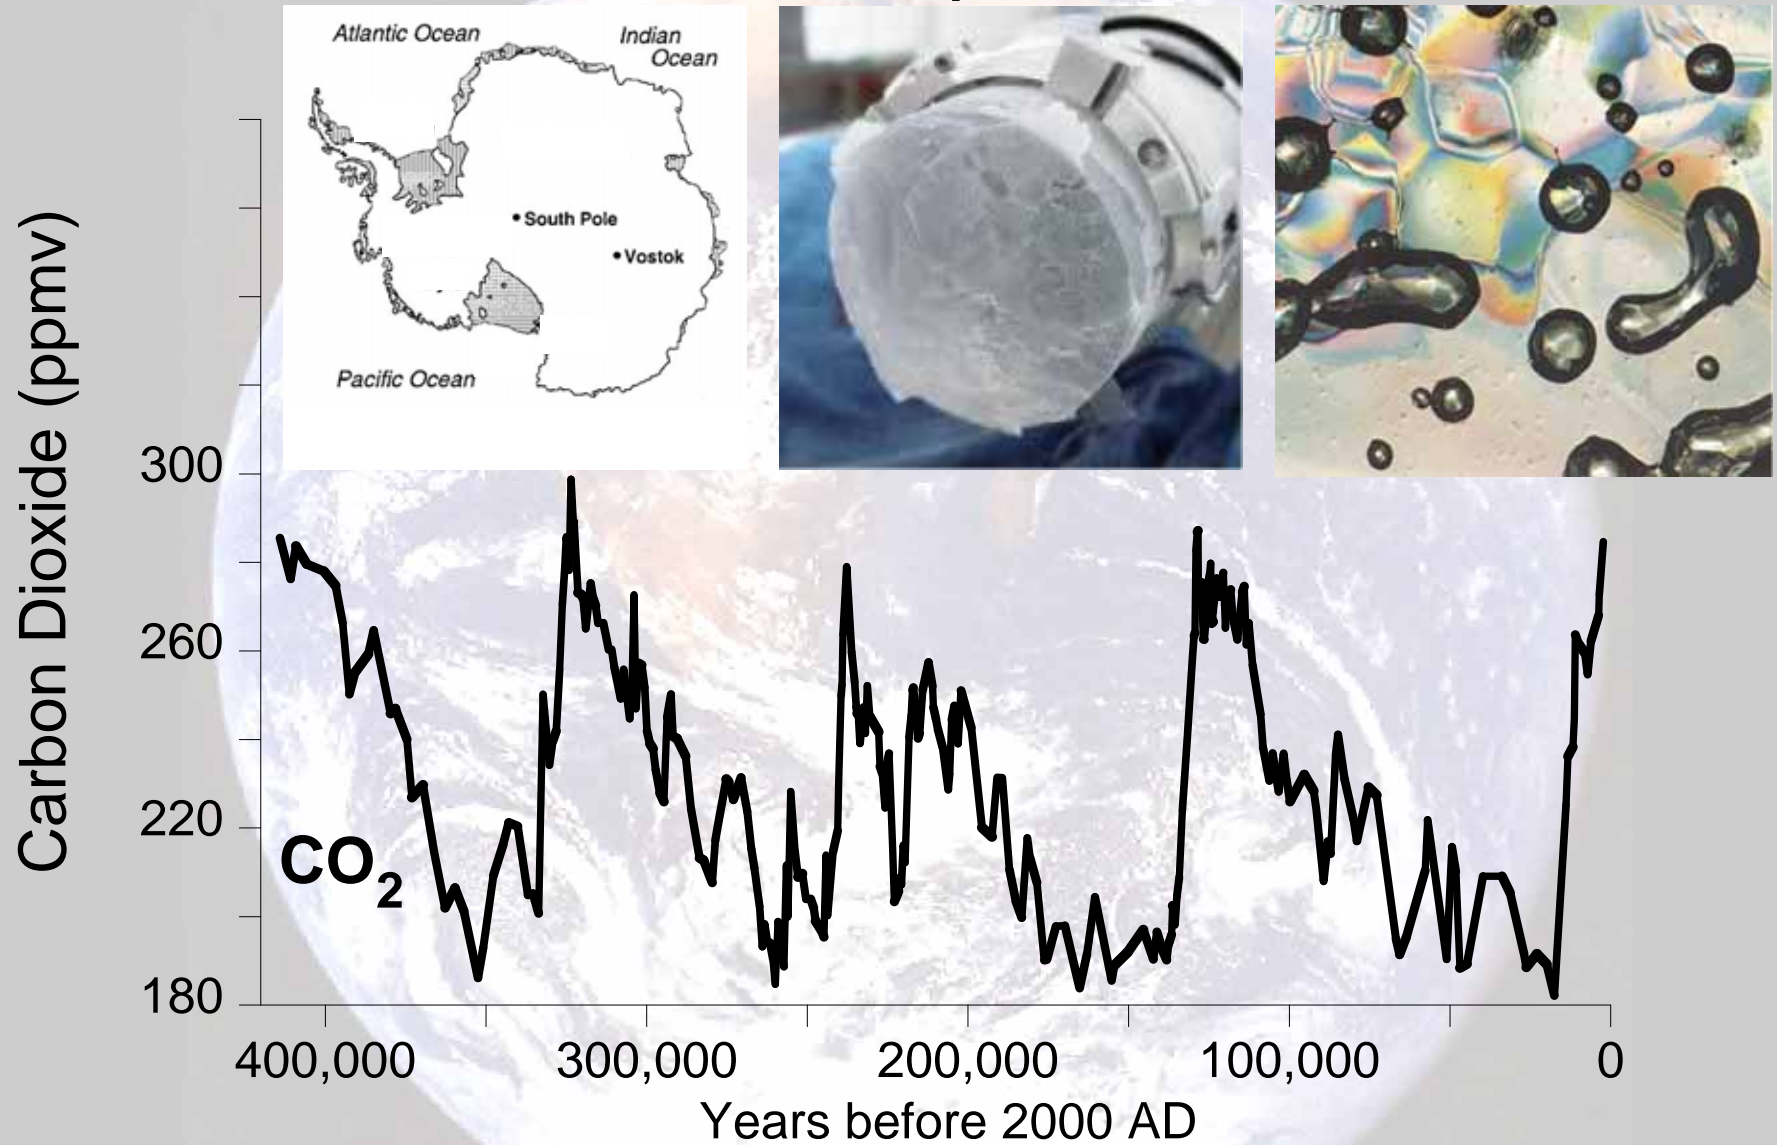 Atlantic Ocean
Indian
Ocean
South Pole
Vostok
Pacific Ocean
Carbon Dioxide (ppmv)
300
260
220
180
CO2
400,000
300,000
200,000
100,000
0
Years before 2000 AD